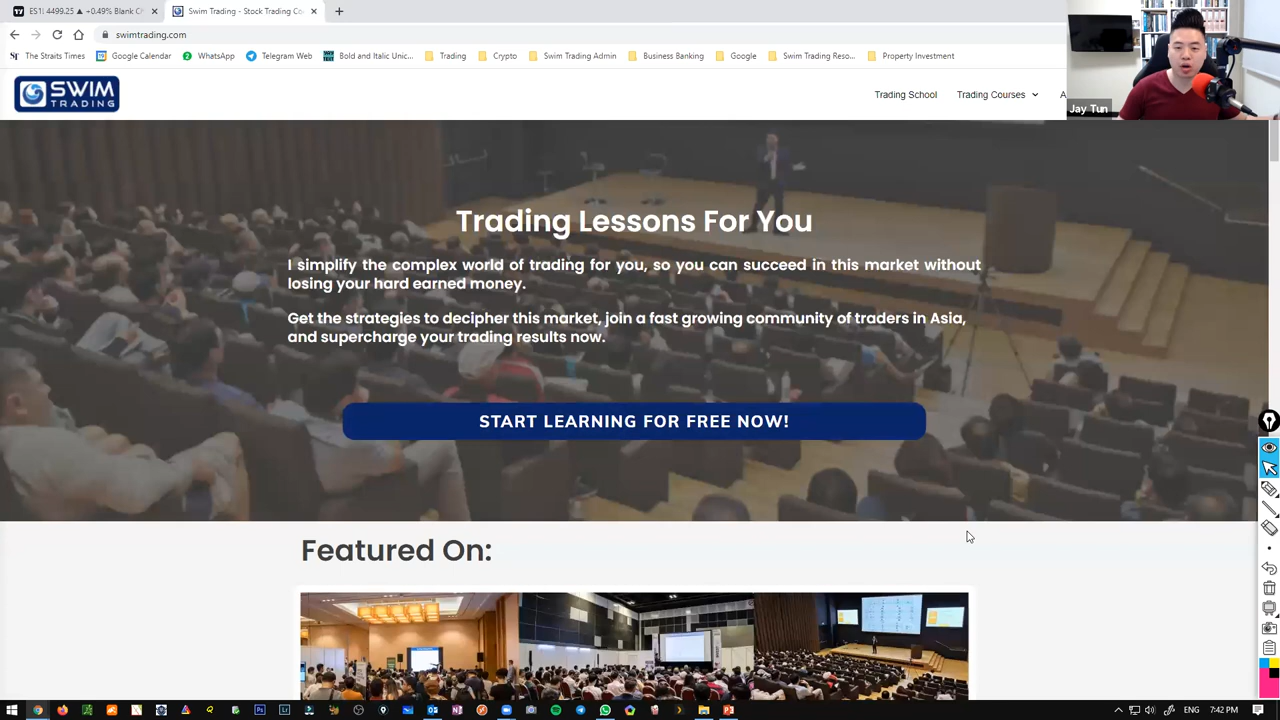 ES1! 4499.25 ▲ +0.49% Blank Ch
Swim Trading - Stock Trading Co
swimtrading.com
The Straits Times
Google Calendar
WhatsApp
Telegram Web
Bold and Italic Unic...
Trading
Crypto
Swim Trading Admin
Business Banking
Google
Swim Trading Reso...
Property Investment
SWIM
TRADING
Trading School
Trading Courses
A
Jay Tun
Trading Lessons For You
I simplify the complex world of trading for you, so you can succeed in this market without
losing your hard earned money.
Get the strategies to decipher this market, join a fast growing community of traders in Asia,
and supercharge your trading results now.
START LEARNING FOR FREE NOW!
Featured On:
ENG
7:42 PM